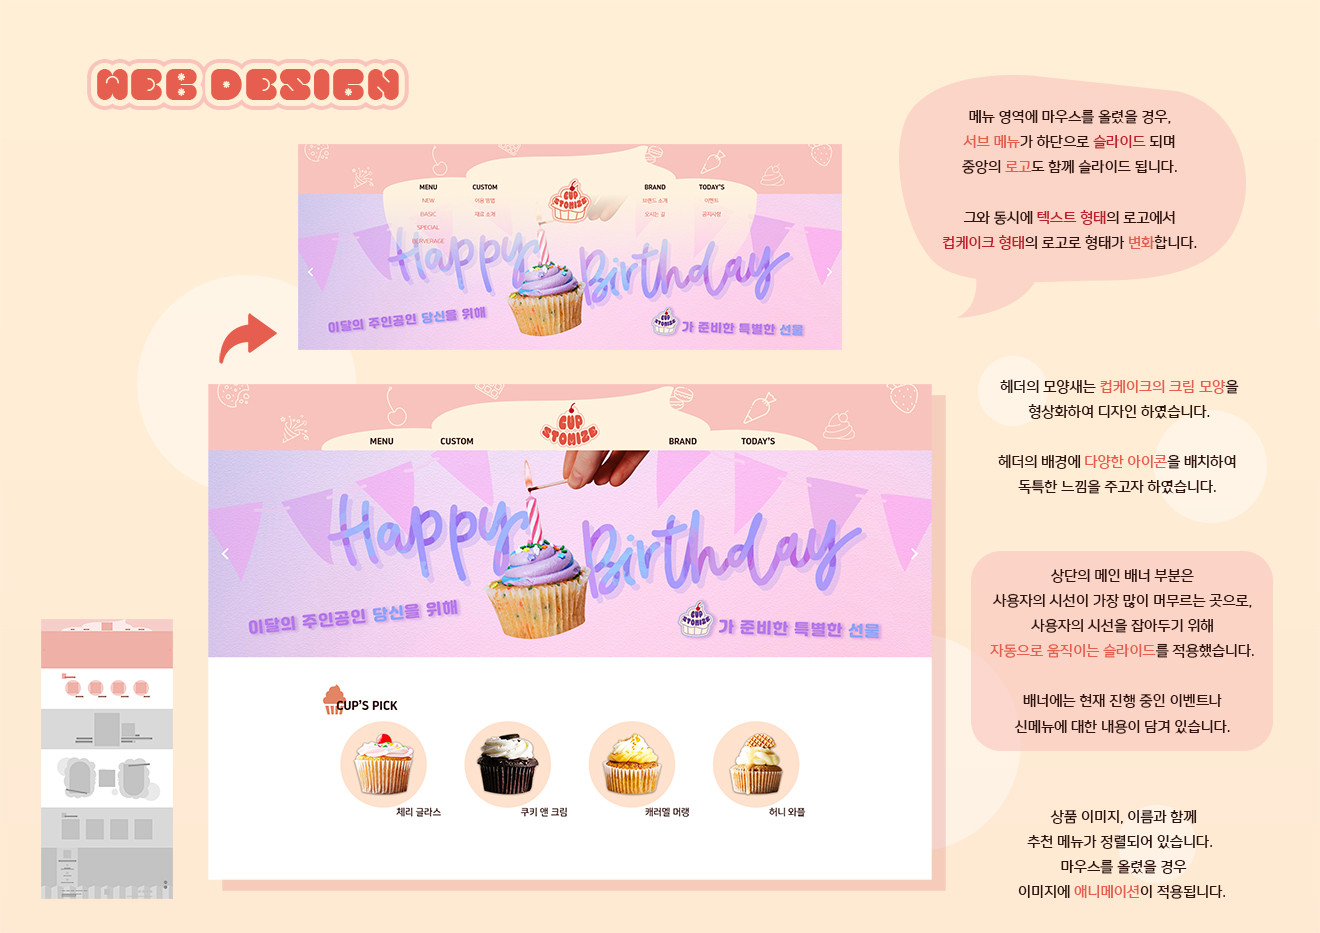 WEB DESIGN
메뉴 영역에 마우스를 올렸을 경우,
서브 메뉴가 하단으로 슬라이드 되며
중앙의 로고도 함께 슬라이드 됩니다.
그와 동시에 텍스트 형태의 로고에서
컵케이크 형태의 로고로 형태가 변화합니다.
MENU CUSTOM CUP STOMIZE BRAND TODAY'S
NEW 이용 방법 브랜드 소개 이벤트
BASIC 재료 소개 오시는 길 공지사항
SPECIAL
BERVERAGE
Happy Birthday
이달의 주인공인 당신을 위해
CUP STOMIZE 가 준비한 특별한 선물
헤더의 모양새는 컵케이크의 크림 모양을
형상화하여 디자인 하였습니다.
헤더의 배경에 다양한 아이콘을 배치하여
독특한 느낌을 주고자 하였습니다.
MENU CUSTOM CUP STOMIZE BRAND TODAY'S
Happy Birthday
이달의 주인공인 당신을 위해
CUP STOMIZE 가 준비한 특별한 선물
상단의 메인 배너 부분은
사용자의 시선이 가장 많이 머무르는 곳으로,
사용자의 시선을 잡아두기 위해
자동으로 움직이는 슬라이드를 적용했습니다.
배너에는 현재 진행 중인 이벤트나
신메뉴에 대한 내용이 담겨 있습니다.
CUP'S PICK
체리 글라스 쿠키 앤 크림 캐러멜 머랭 허니 와플
상품 이미지, 이름과 함께
추천 메뉴가 정렬되어 있습니다.
마우스를 올렸을 경우
이미지에 애니메이션이 적용됩니다.